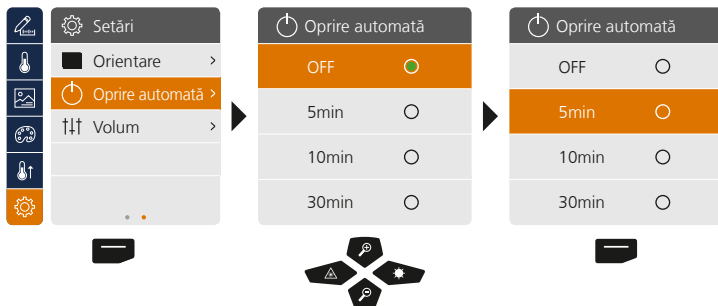 Setări
Orientare
Oprire automată
Volum
Oprire automată
OFF
5min
10min
30min
Oprire automată
OFF
5min
10min
30min